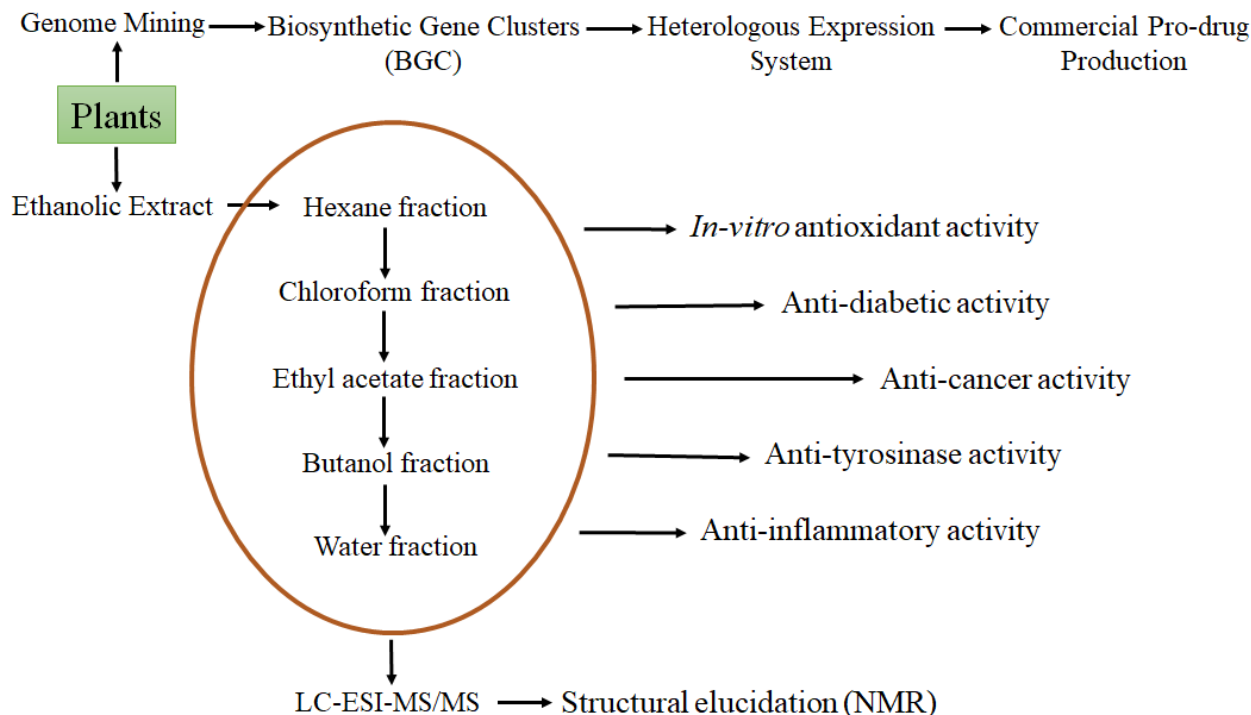 Genome Mining
Biosynthetic Gene Clusters
(BGC)
Heterologous Expression
System
Commercial Pro-drug
Production
Plants
Ethanolic Extract
Hexane fraction
Chloroform fraction
Ethyl acetate fraction
Butanol fraction
Water fraction
In-vitro antioxidant activity
Anti-diabetic activity
Anti-cancer activity
Anti-tyrosinase activity
Anti-inflammatory activity
LC-ESI-MS/MS
Structural elucidation (NMR)